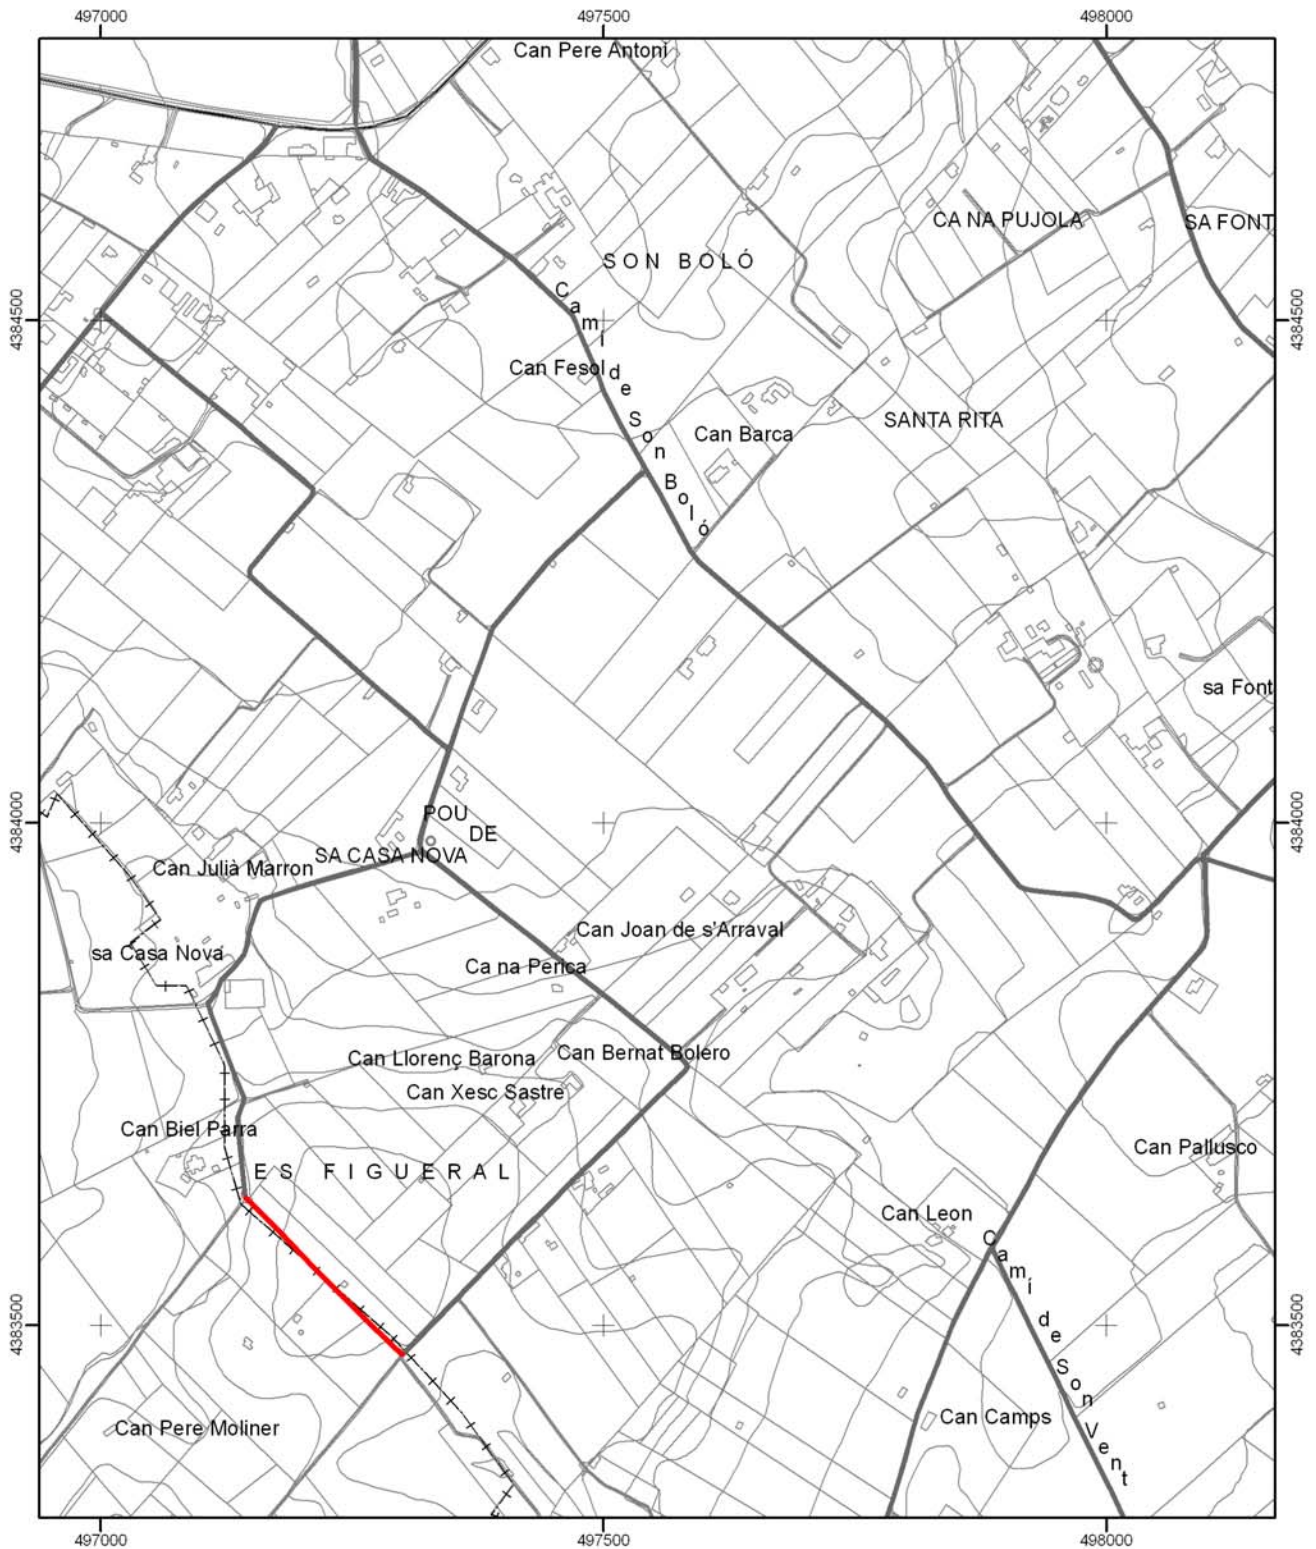 497000 497500 498000
Can Pere Antoni
CA NA PUJOLA
SA FONT
SON BOLÓ
4384500
4384500
Camí de Son Boló
Can Fesol
SANTA RITA
Can Barca
sa Font
POU
DE
4384000
4384000
SA CASA NOVA
Can Julià Marron
Can Joan de s'Arraval
sa Casa Nova
Ca na Perica
Can Bernat Bolero
Can Llorenç Barona
Can Xesc Sastre
Can Biel Parra
Can Pallusco
ES FIGUERAL
Can Leon
Camí de Son Vent
4383500
4383500
Can Camps
Can Pere Moliner
497000 497500 498000